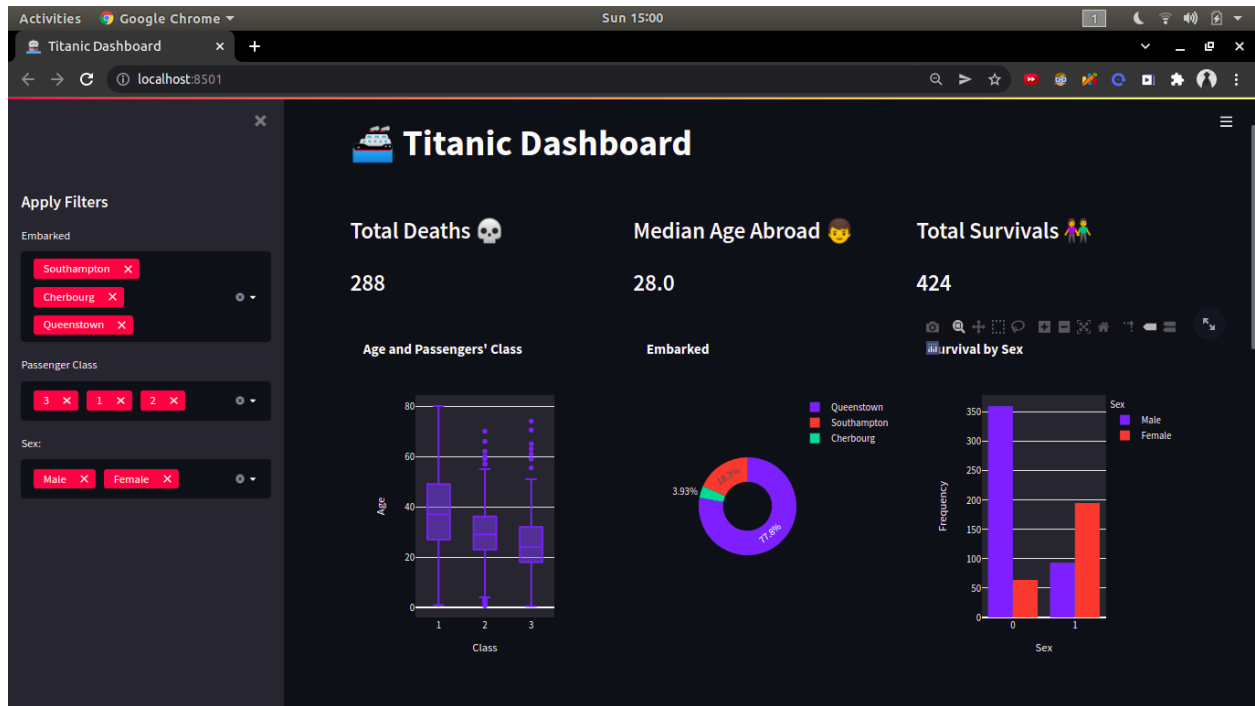 Activities Google Chrome Sun 15:00 1
Titanic Dashboard
localhost:8501
Titanic Dashboard
Apply Filters
Embarked
Southampton
Cherbourg
Queenstown
Passenger Class
3 1 2
Sex:
Male Female
Total Deaths
288
Median Age Abroad
28.0
Total Survivals
424
Age and Passengers' Class
80
60
40
20
0
Age
1 2 3
Class
Embarked
Queenstown
Southampton
Cherbourg
3.93%
18.3%
77.8%
urvival by Sex
Sex
Male
Female
350
300
250
200
150
100
50
0
Frequency
0 1
Sex